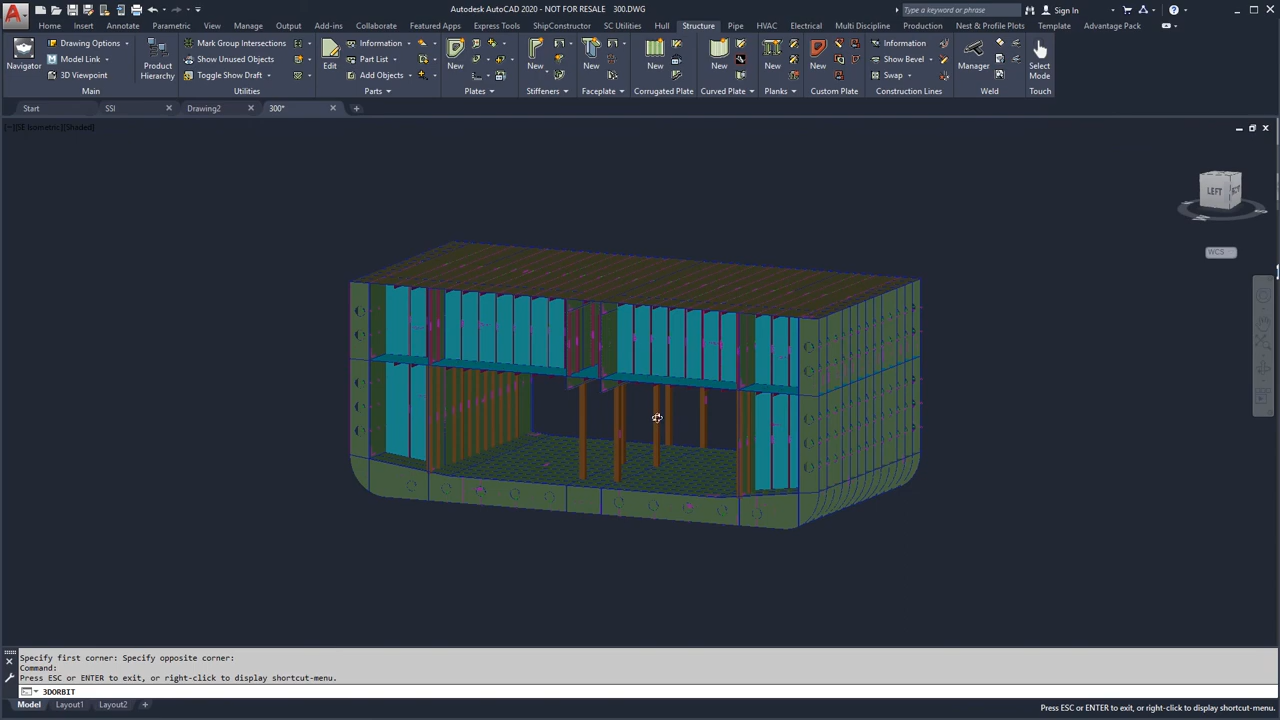 Autodesk AutoCAD 2020 - NOT FOR RESALE 300.DWG
Type a keyword or phrase
Sign In
Home Insert Annotate Parametric View Manage Output Add-ins Collaborate Featured Apps Express Tools ShipConstructor SC Utilities Hull Structure Pipe HVAC Electrical Multi Discipline Production Nest & Profile Plots Template Advantage Pack
Navigator
Drawing Options
Model Link
3D Viewpoint
Main
Product Hierarchy
Mark Group Intersections
Show Unused Objects
Toggle Show Draft
Utilities
Edit
Information
Part List
Add Objects
Parts
New
Plates
New
Stiffeners
New
Faceplate
New
Corrugated Plate
New
Curved Plate
New
Planks
New
Custom Plate
Information
Show Bevel
Swap
Construction Lines
Manager
Weld
Select Mode
Touch
Start SSI Drawing2 300*
[−][SE Isometric][Shaded]
LEFT
WCS
Specify first corner: Specify opposite corner:
Command:
Press ESC or ENTER to exit, or right-click to display shortcut-menu.
3DORBIT
Model Layout1 Layout2
Press ESC or ENTER to exit, or right-click to display shortcut-menu.